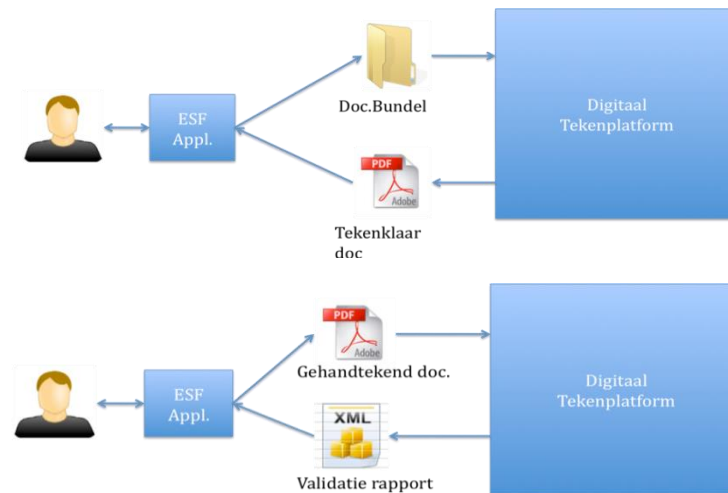 Doc.Bundel
ESF
Appl.
Digitaal
Tekenplatform
PDF
Adobe
Tekenklaar
doc
PDF
Adobe
Gehandtekend doc.
ESF
Appl.
Digitaal
Tekenplatform
XML
Validatie rapport